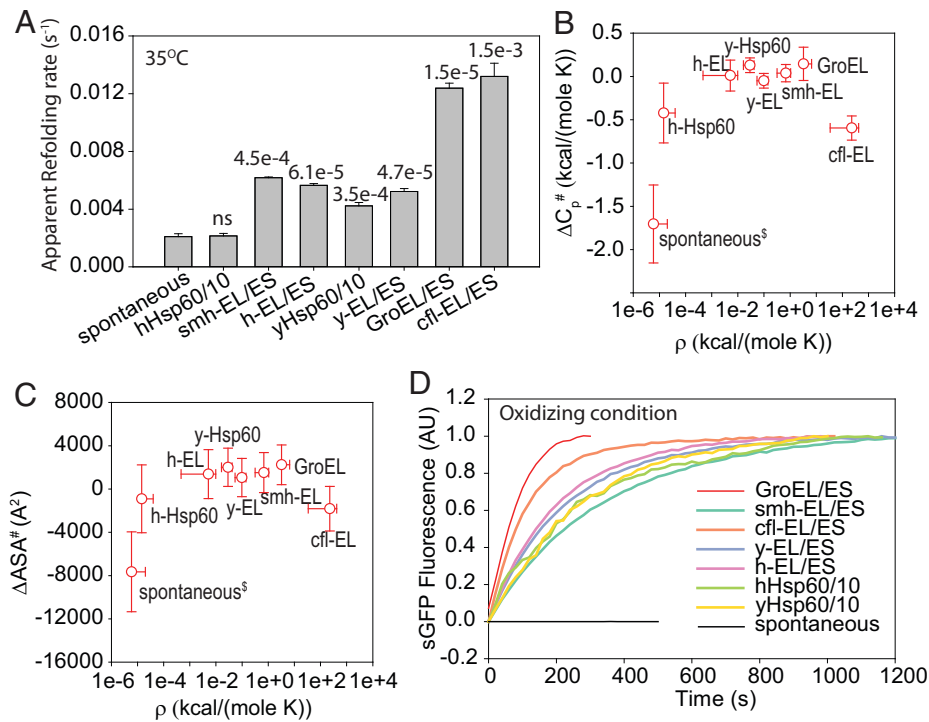 A
Apparent Refolding rate (s⁻¹)
0.016
0.012
0.008
0.004
0.000
35°C
ns
4.5e-4
6.1e-5
3.5e-4
4.7e-5
1.5e-5
1.5e-3
spontaneous
hHsp60/10
smh-EL/ES
h-EL/ES
yHsp60/10
y-EL/ES
GroEL/ES
cfl-EL/ES
B
ΔCp# (kcal/(mole K))
0.5
0.0
-0.5
-1.0
-1.5
-2.0
y-Hsp60
h-EL
GroEL
y-EL
smh-EL
h-Hsp60
cfl-EL
spontaneous$
1e-6 1e-4 1e-2 1e+0 1e+2 1e+4
ρ (kcal/(mole K))
C
ΔASA# (A²)
8000
4000
0
-4000
-8000
-12000
-16000
y-Hsp60
h-EL
GroEL
smh-EL
y-EL
h-Hsp60
cfl-EL
spontaneous$
1e-6 1e-4 1e-2 1e+0 1e+2 1e+4
ρ (kcal/(mole K))
D
sGFP Fluorescence (AU)
1.2
1.0
0.8
0.6
0.4
0.2
0.0
-0.2
Oxidizing condition
GroEL/ES
smh-EL/ES
cfl-EL/ES
y-EL/ES
h-EL/ES
hHsp60/10
yHsp60/10
spontaneous
0 200 400 600 800 1000 1200
Time (s)